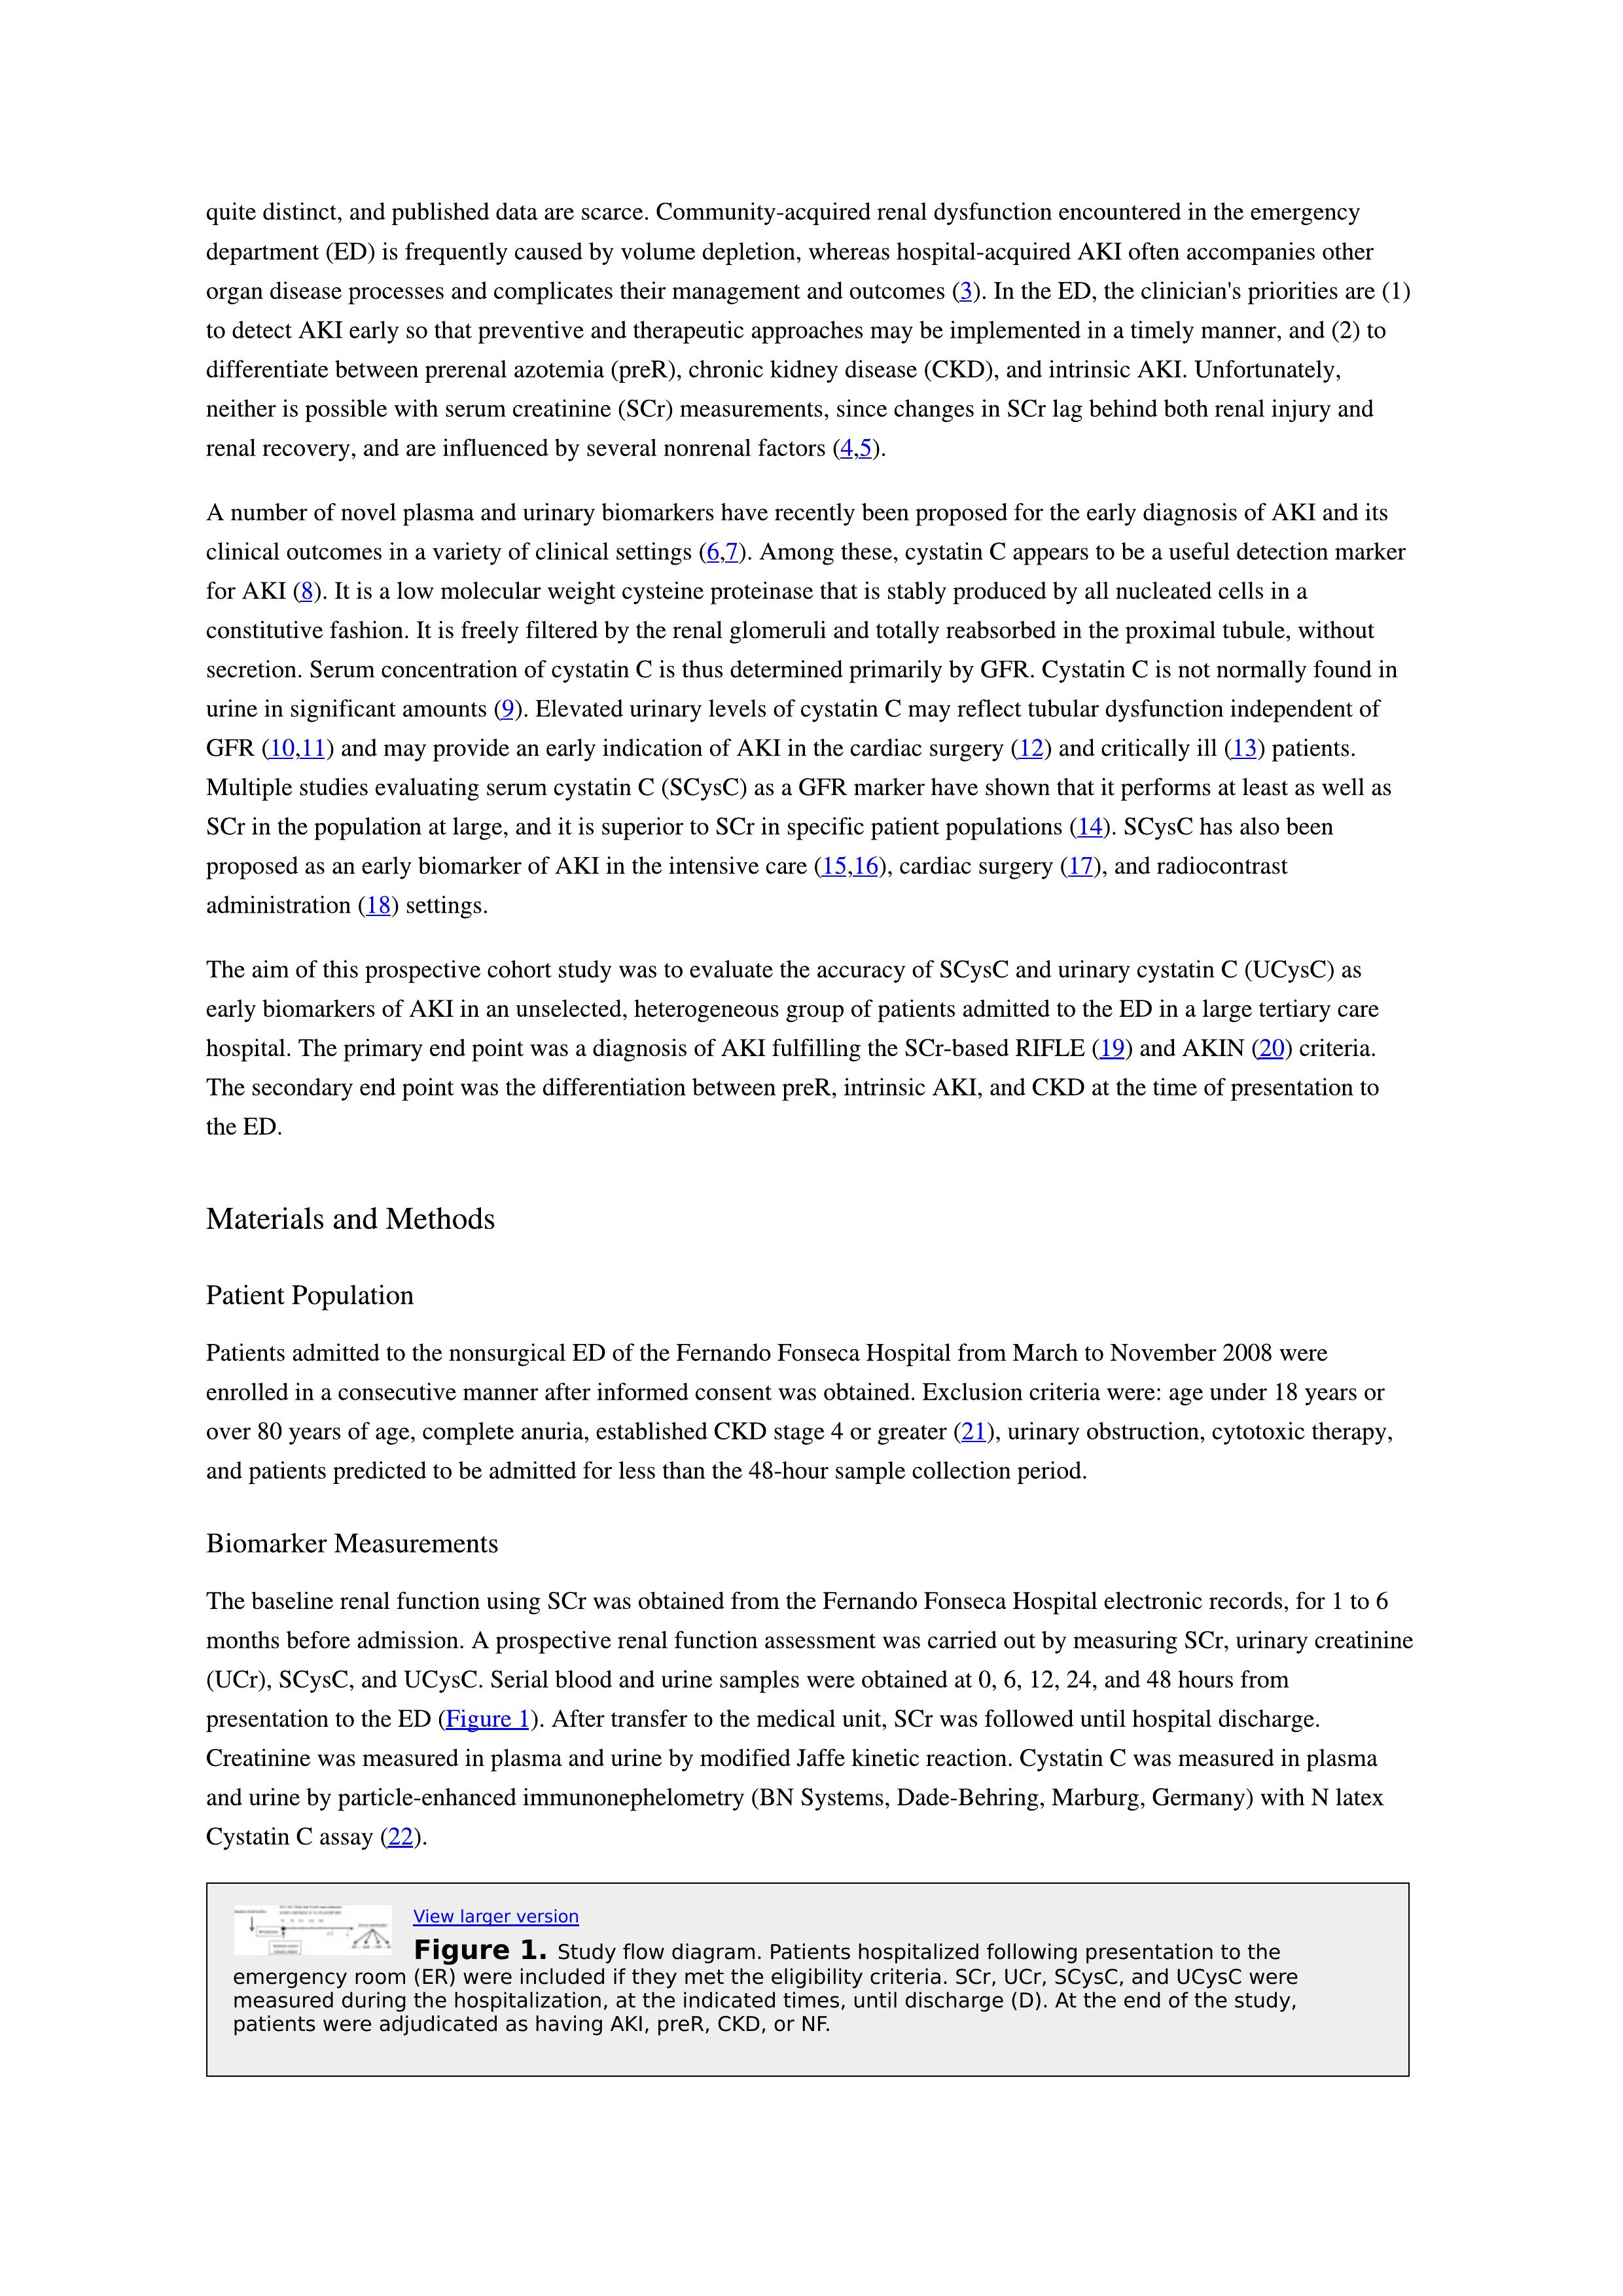 quite distinct, and published data are scarce. Community-acquired renal dysfunction encountered in the emergency
department (ED) is frequently caused by volume depletion, whereas hospital-acquired AKI often accompanies other
organ disease processes and complicates their management and outcomes (3). In the ED, the clinician's priorities are (1)
to detect AKI early so that preventive and therapeutic approaches may be implemented in a timely manner, and (2) to
differentiate between prerenal azotemia (preR), chronic kidney disease (CKD), and intrinsic AKI. Unfortunately,
neither is possible with serum creatinine (SCr) measurements, since changes in SCr lag behind both renal injury and
renal recovery, and are influenced by several nonrenal factors (4,5).
A number of novel plasma and urinary biomarkers have recently been proposed for the early diagnosis of AKI and its
clinical outcomes in a variety of clinical settings (6,7). Among these, cystatin C appears to be a useful detection marker
for AKI (8). It is a low molecular weight cysteine proteinase that is stably produced by all nucleated cells in a
constitutive fashion. It is freely filtered by the renal glomeruli and totally reabsorbed in the proximal tubule, without
secretion. Serum concentration of cystatin C is thus determined primarily by GFR. Cystatin C is not normally found in
urine in significant amounts (9). Elevated urinary levels of cystatin C may reflect tubular dysfunction independent of
GFR (10,11) and may provide an early indication of AKI in the cardiac surgery (12) and critically ill (13) patients.
Multiple studies evaluating serum cystatin C (SCysC) as a GFR marker have shown that it performs at least as well as
SCr in the population at large, and it is superior to SCr in specific patient populations (14). SCysC has also been
proposed as an early biomarker of AKI in the intensive care (15,16), cardiac surgery (17), and radiocontrast
administration (18) settings.
The aim of this prospective cohort study was to evaluate the accuracy of SCysC and urinary cystatin C (UCysC) as
early biomarkers of AKI in an unselected, heterogeneous group of patients admitted to the ED in a large tertiary care
hospital. The primary end point was a diagnosis of AKI fulfilling the SCr-based RIFLE (19) and AKIN (20) criteria.
The secondary end point was the differentiation between preR, intrinsic AKI, and CKD at the time of presentation to
the ED.
Materials and Methods
Patient Population
Patients admitted to the nonsurgical ED of the Fernando Fonseca Hospital from March to November 2008 were
enrolled in a consecutive manner after informed consent was obtained. Exclusion criteria were: age under 18 years or
over 80 years of age, complete anuria, established CKD stage 4 or greater (21), urinary obstruction, cytotoxic therapy,
and patients predicted to be admitted for less than the 48-hour sample collection period.
Biomarker Measurements
The baseline renal function using SCr was obtained from the Fernando Fonseca Hospital electronic records, for 1 to 6
months before admission. A prospective renal function assessment was carried out by measuring SCr, urinary creatinine
(UCr), SCysC, and UCysC. Serial blood and urine samples were obtained at 0, 6, 12, 24, and 48 hours from
presentation to the ED (Figure 1). After transfer to the medical unit, SCr was followed until hospital discharge.
Creatinine was measured in plasma and urine by modified Jaffe kinetic reaction. Cystatin C was measured in plasma
and urine by particle-enhanced immunonephelometry (BN Systems, Dade-Behring, Marburg, Germany) with N latex
Cystatin C assay (22).
View larger version
Figure 1. Study flow diagram. Patients hospitalized following presentation to the
emergency room (ER) were included if they met the eligibility criteria. SCr, UCr, SCysC, and UCysC were
measured during the hospitalization, at the indicated times, until discharge (D). At the end of the study,
patients were adjudicated as having AKI, preR, CKD, or NF.